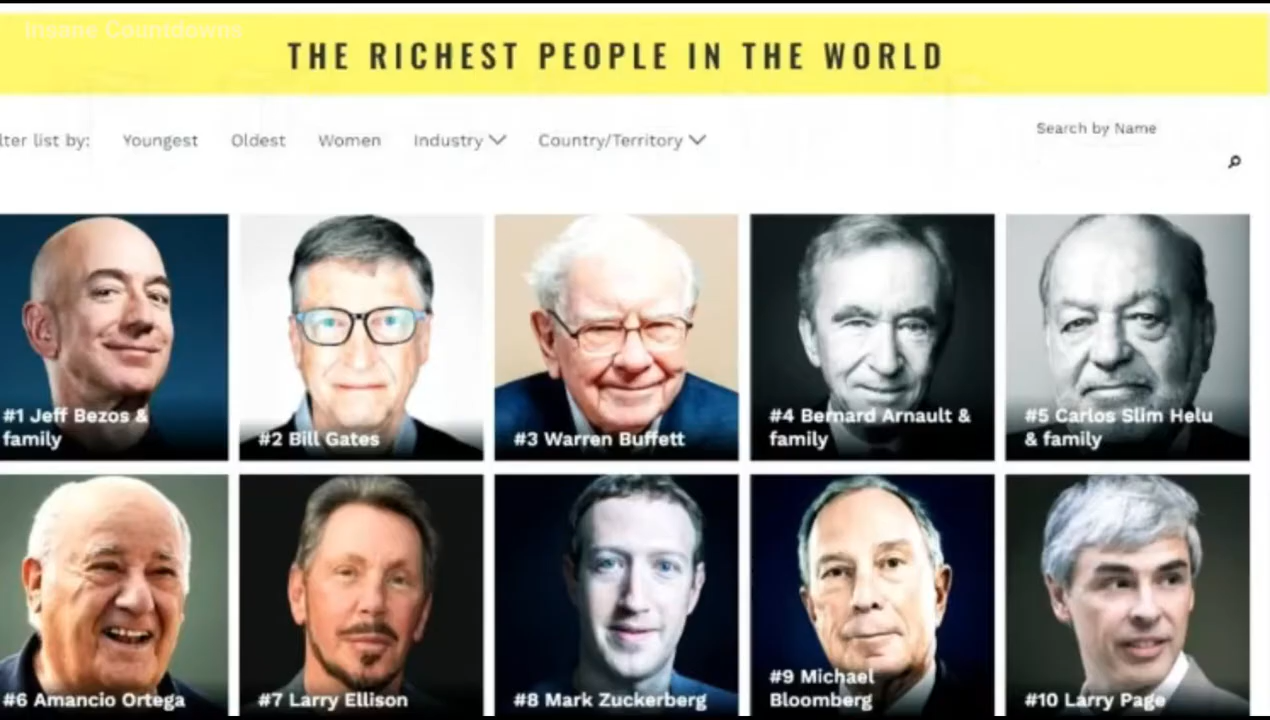 Insane Countdowns
THE RICHEST PEOPLE IN THE WORLD
lter list by: Youngest Oldest Women Industry Country/Territory
Search by Name
#1 Jeff Bezos &
family
#2 Bill Gates
#3 Warren Buffett
#4 Bernard Arnault &
family
#5 Carlos Slim Helu
& family
#6 Amancio Ortega
#7 Larry Ellison
#8 Mark Zuckerberg
#9 Michael
Bloomberg
#10 Larry Page